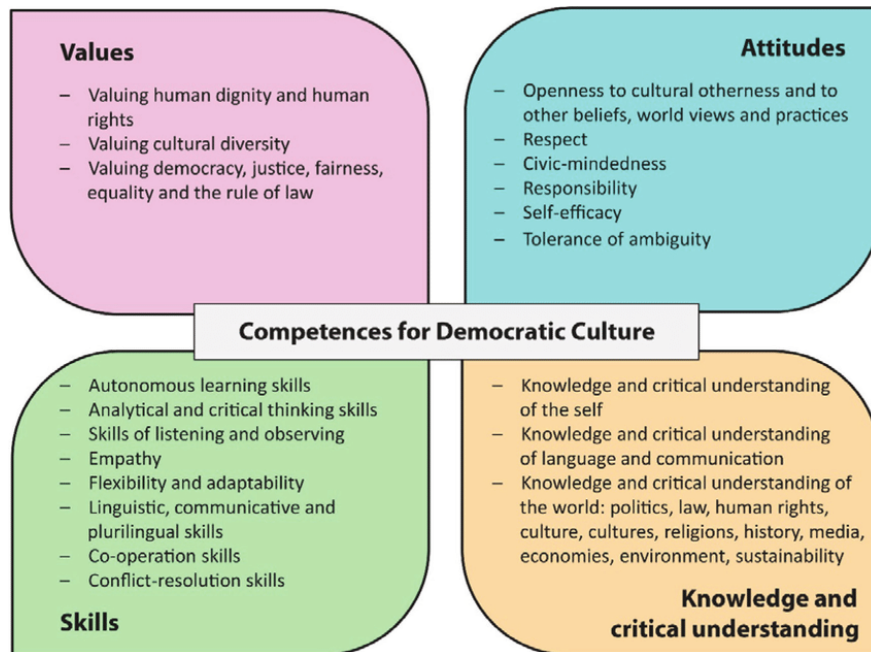 Values
– Valuing human dignity and human
rights
– Valuing cultural diversity
– Valuing democracy, justice, fairness,
equality and the rule of law
Attitudes
– Openness to cultural otherness and to
other beliefs, world views and practices
– Respect
– Civic-mindedness
– Responsibility
– Self-efficacy
– Tolerance of ambiguity
Competences for Democratic Culture
– Autonomous learning skills
– Analytical and critical thinking skills
– Skills of listening and observing
– Empathy
– Flexibility and adaptability
– Linguistic, communicative and
plurilingual skills
– Co-operation skills
– Conflict-resolution skills
Skills
– Knowledge and critical understanding
of the self
– Knowledge and critical understanding
of language and communication
– Knowledge and critical understanding of
the world: politics, law, human rights,
culture, cultures, religions, history, media,
economies, environment, sustainability
Knowledge and
critical understanding